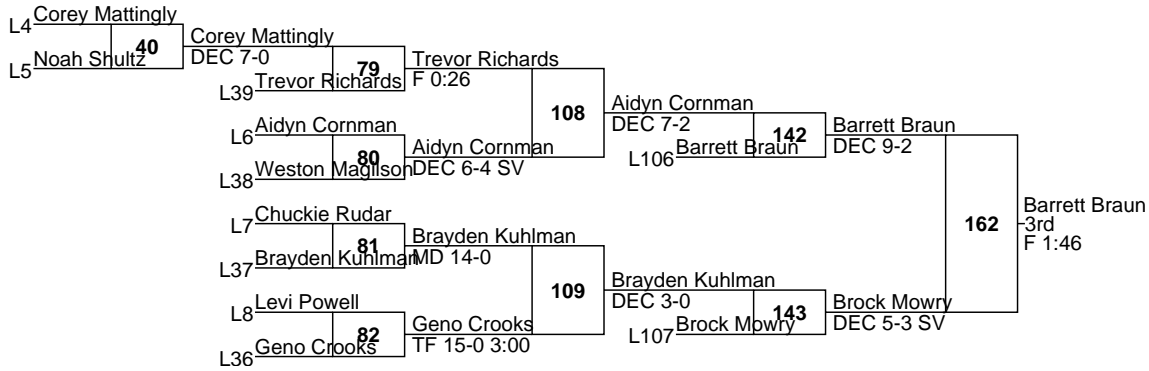 L4 Corey Mattingly
40
L5 Noah Shultz
Corey Mattingly
DEC 7-0
79
L39 Trevor Richards
Trevor Richards
F 0:26
L6 Aidyn Cornman
80
L38 Weston Magilson
Aidyn Cornman
DEC 6-4 SV
108
Aidyn Cornman
DEC 7-2
142
L106 Barrett Braun
Barrett Braun
DEC 9-2
L7 Chuckie Rudar
81
L37 Brayden Kuhlman
Brayden Kuhlman
MD 14-0
L8 Levi Powell
82
L36 Geno Crooks
Geno Crooks
TF 15-0 3:00
109
Brayden Kuhlman
DEC 3-0
143
L107 Brock Mowry
Brock Mowry
DEC 5-3 SV
162
Barrett Braun
3rd
F 1:46